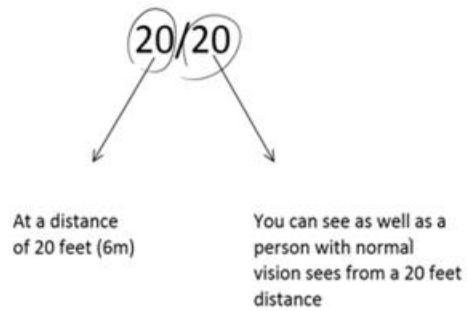 20/20
At a distance
of 20 feet (6m)
You can see as well as a
person with normal
vision sees from a 20 feet
distance